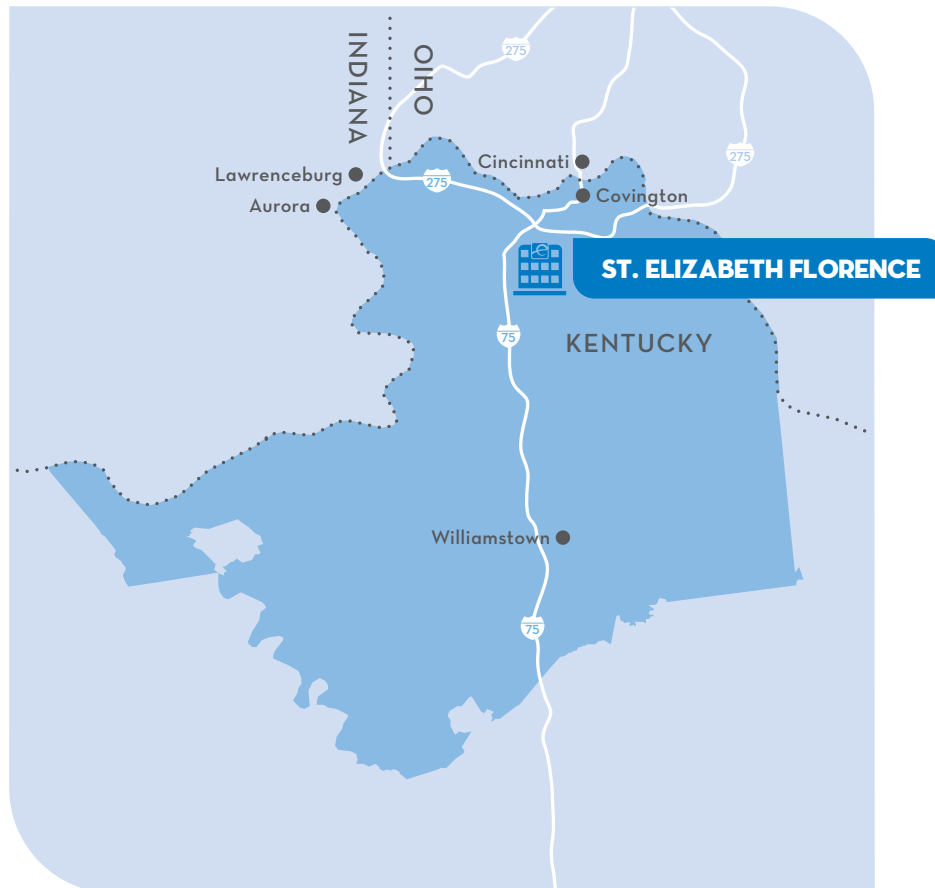 275
INDIANA
OIHO
Cincinnati
275
Lawrenceburg
275
Covington
Aurora
ST. ELIZABETH FLORENCE
75
KENTUCKY
Williamstown
75